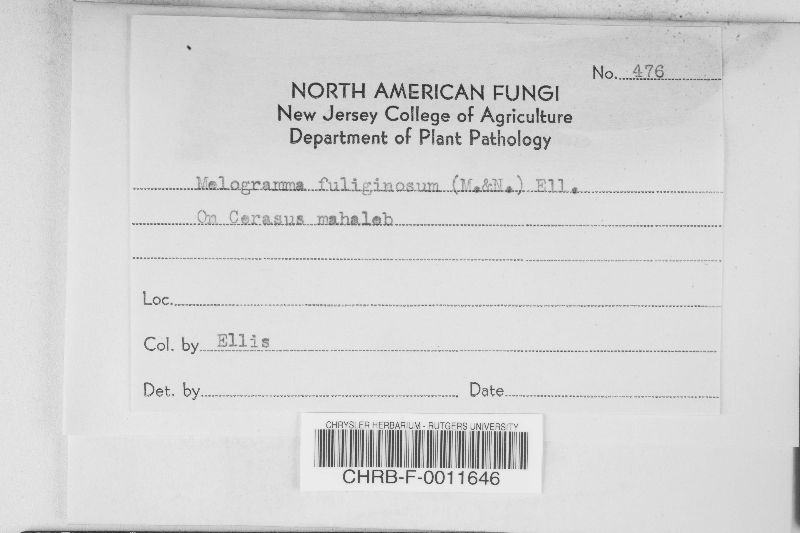 No. 476
NORTH AMERICAN FUNGI
New Jersey College of Agriculture
Department of Plant Pathology
Melogramma fuliginosum (M.&N.) Ell.
On Cerasus mahaleb
Loc.
Col. by Ellis
Det. by Date
CHRYSLER HERBARIUM - RUTGERS UNIVERSITY
CHRB-F-0011646